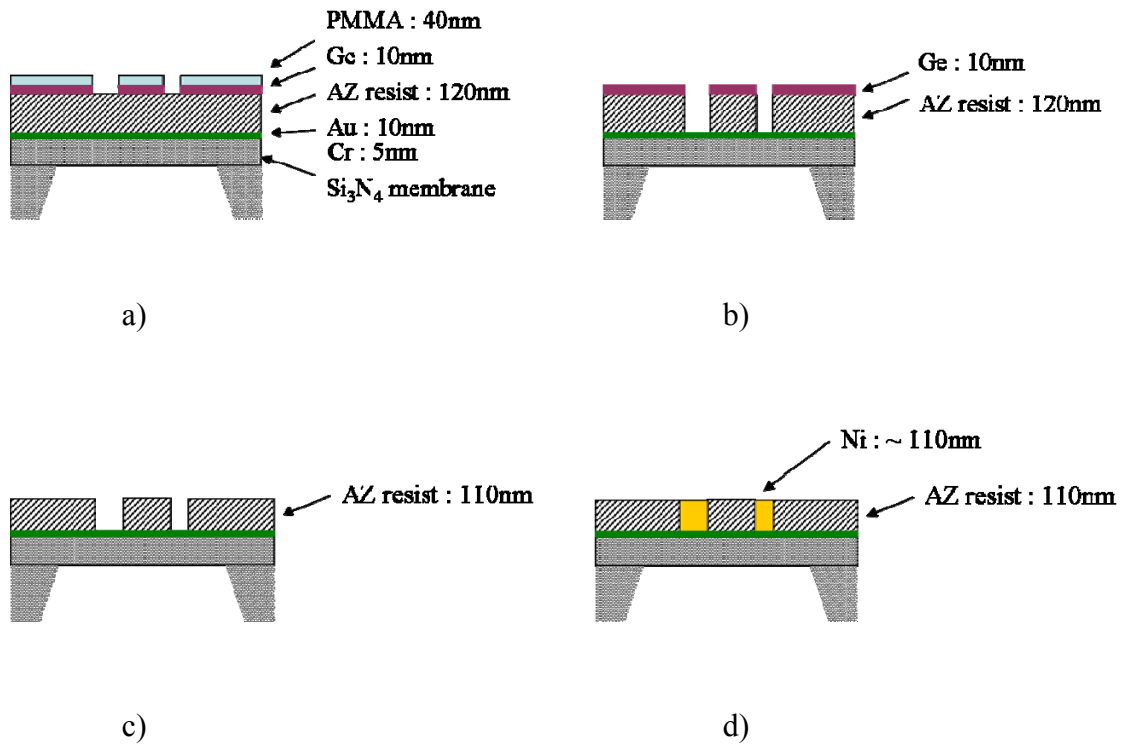 PMMA : 40nm
Ge : 10nm
AZ resist : 120nm
Au : 10nm
Cr : 5nm
Si₃N₄ membrane
a)
Ge : 10nm
AZ resist : 120nm
b)
AZ resist : 110nm
c)
Ni : ~ 110nm
AZ resist : 110nm
d)